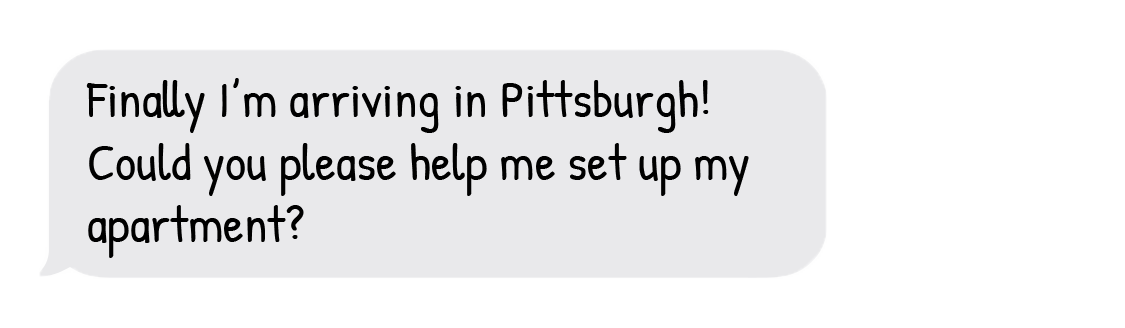 Finally I'm arriving in Pittsburgh!
Could you please help me set up my
apartment?